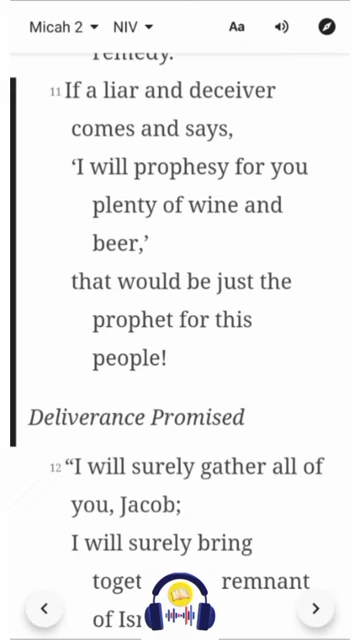 Micah 2 NIV Aa
remedy.
11 If a liar and deceiver
comes and says,
‘I will prophesy for you
plenty of wine and
beer,’
that would be just the
prophet for this
people!
Deliverance Promised
12 “I will surely gather all of
you, Jacob;
I will surely bring
remnant
of